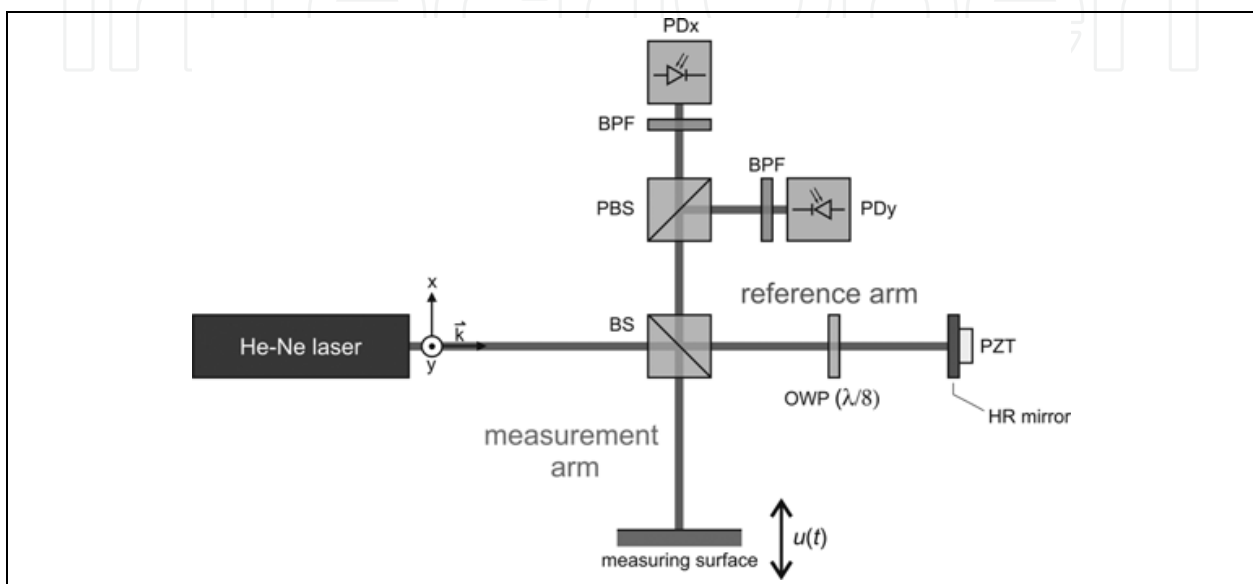 PDx
BPF
BPF
PBS
PDy
reference arm
x
BS
He-Ne laser
k
PZT
y
OWP (λ/8)
HR mirror
measurement
arm
u(t)
measuring surface